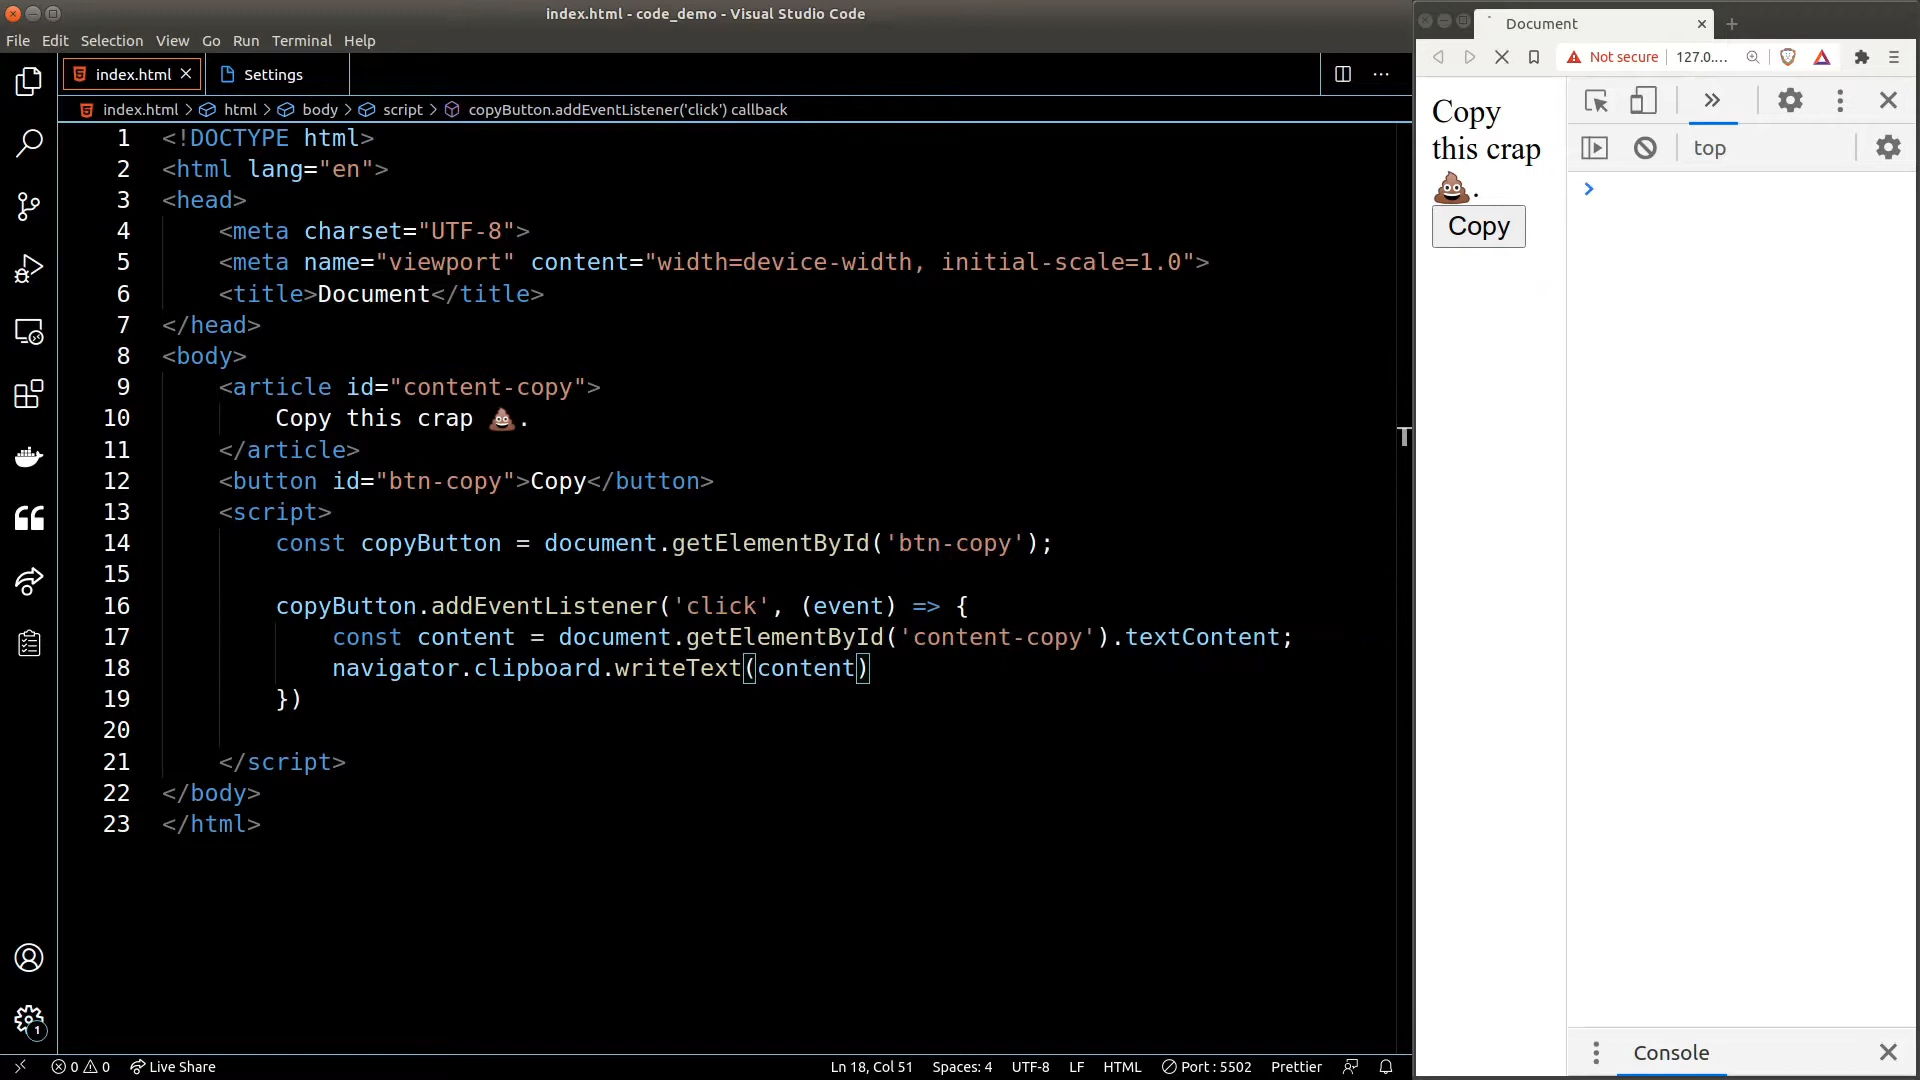 index.html - code_demo - Visual Studio Code
File Edit Selection View Go Run Terminal Help
index.html Settings
index.html > html > body > script > copyButton.addEventListener('click') callback
1 <!DOCTYPE html>
2 <html lang="en">
3 <head>
4 <meta charset="UTF-8">
5 <meta name="viewport" content="width=device-width, initial-scale=1.0">
6 <title>Document</title>
7 </head>
8 <body>
9 <article id="content-copy">
10 Copy this crap 💩.
11 </article>
12 <button id="btn-copy">Copy</button>
13 <script>
14 const copyButton = document.getElementById('btn-copy');
15
16 copyButton.addEventListener('click', (event) => {
17 const content = document.getElementById('content-copy').textContent;
18 navigator.clipboard.writeText(content)
19 })
20
21 </script>
22 </body>
23 </html>
1
0 0 Live Share Ln 18, Col 51 Spaces: 4 UTF-8 LF HTML Port : 5502 Prettier
Document
Not secure 127.0....
Copy
this crap
💩.
Copy
top
Console